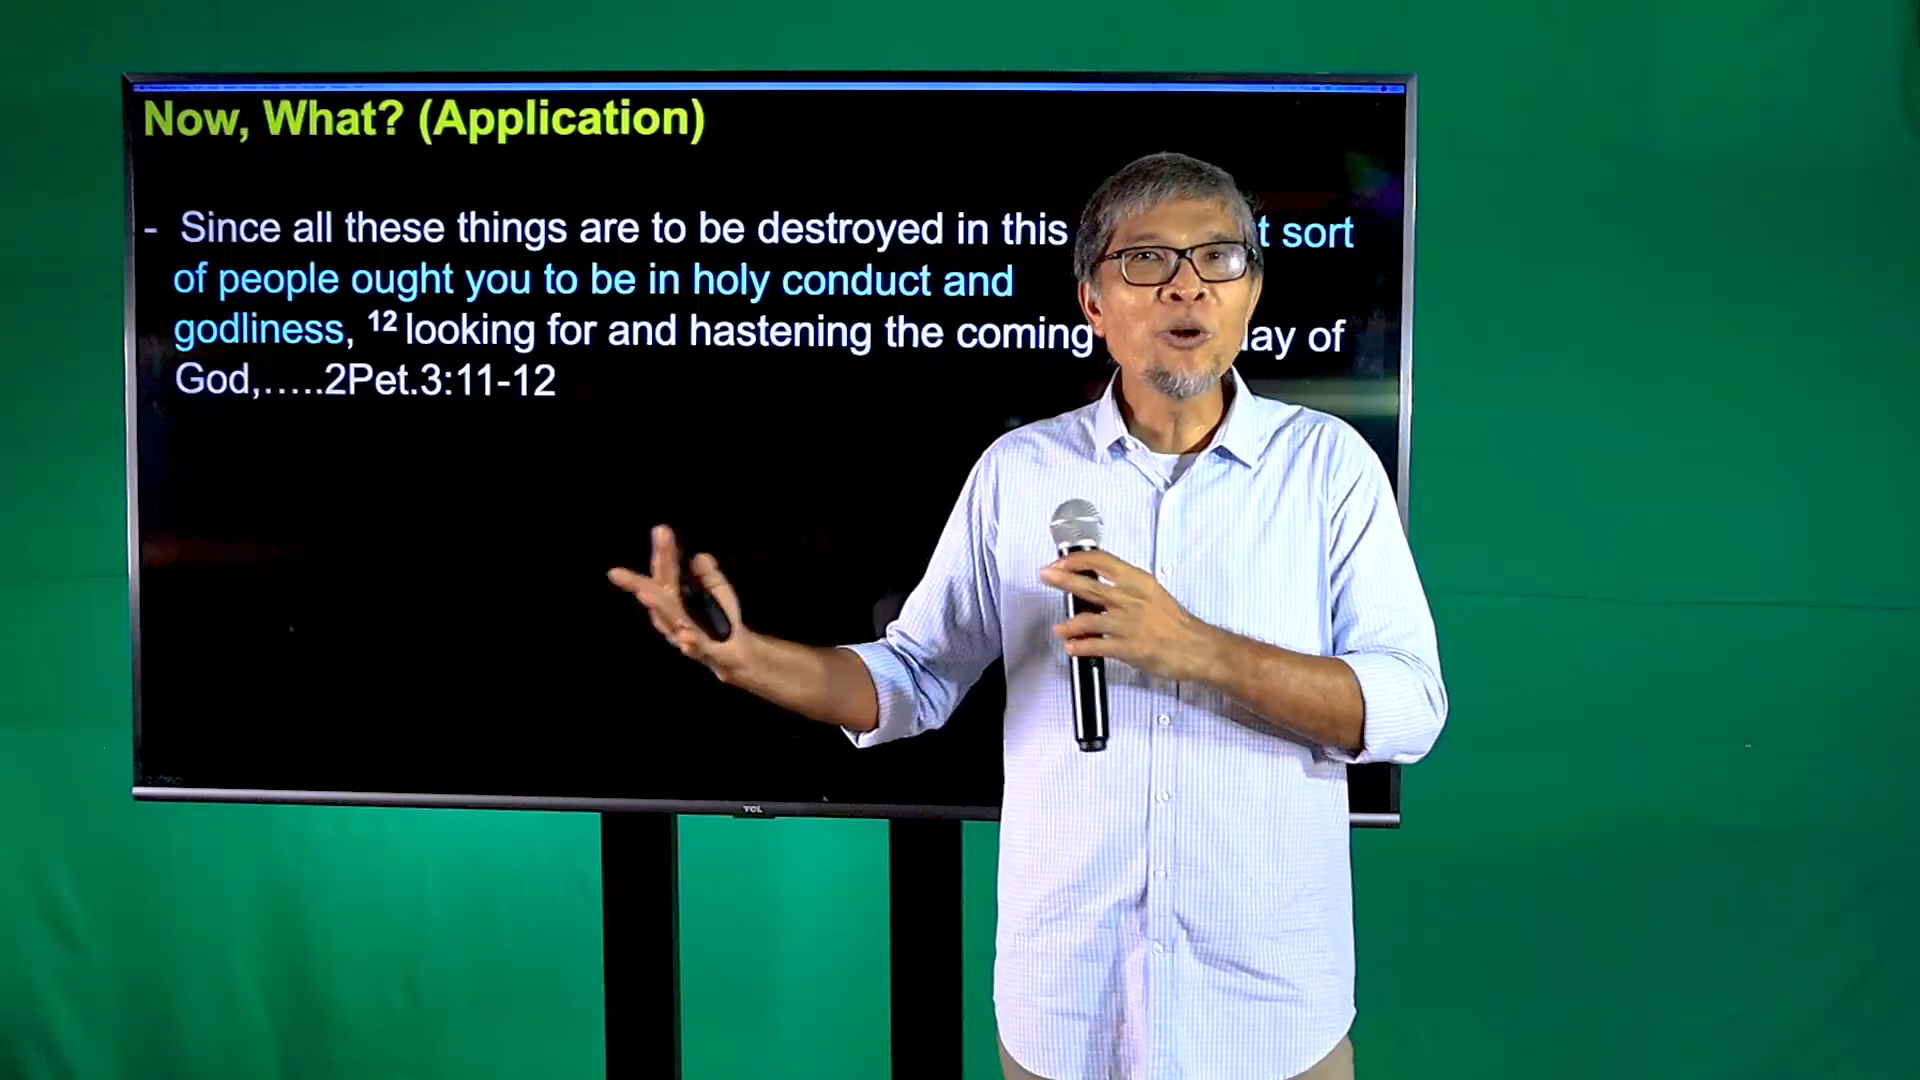 Now, What? (Application)
- Since all these things are to be destroyed in this t sort
of people ought you to be in holy conduct and
godliness, ¹² looking for and hastening the coming ay of
God,…..2Pet.3:11-12
TCL